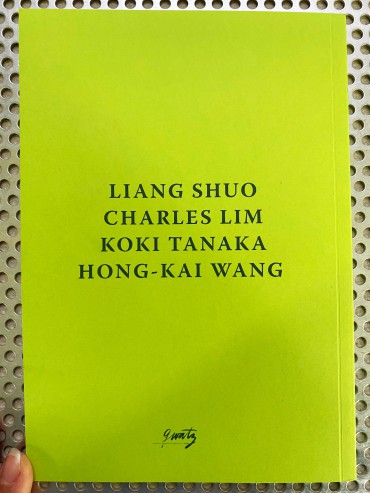 LIANG SHUO
CHARLES LIM
KOKI TANAKA
HONG-KAI WANG